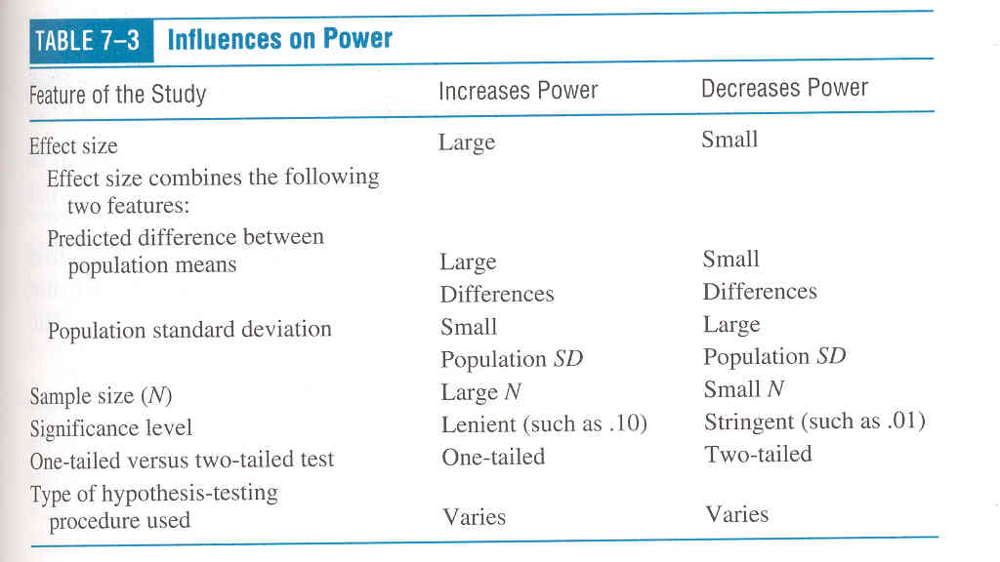 TABLE 7–3 Influences on Power
Feature of the Study Increases Power Decreases Power
Effect size Large Small
Effect size combines the following
two features:
Predicted difference between
population means Large Small
Differences Differences
Population standard deviation Small Large
Population SD Population SD
Sample size (N) Large N Small N
Significance level Lenient (such as .10) Stringent (such as .01)
One-tailed versus two-tailed test One-tailed Two-tailed
Type of hypothesis-testing
procedure used Varies Varies